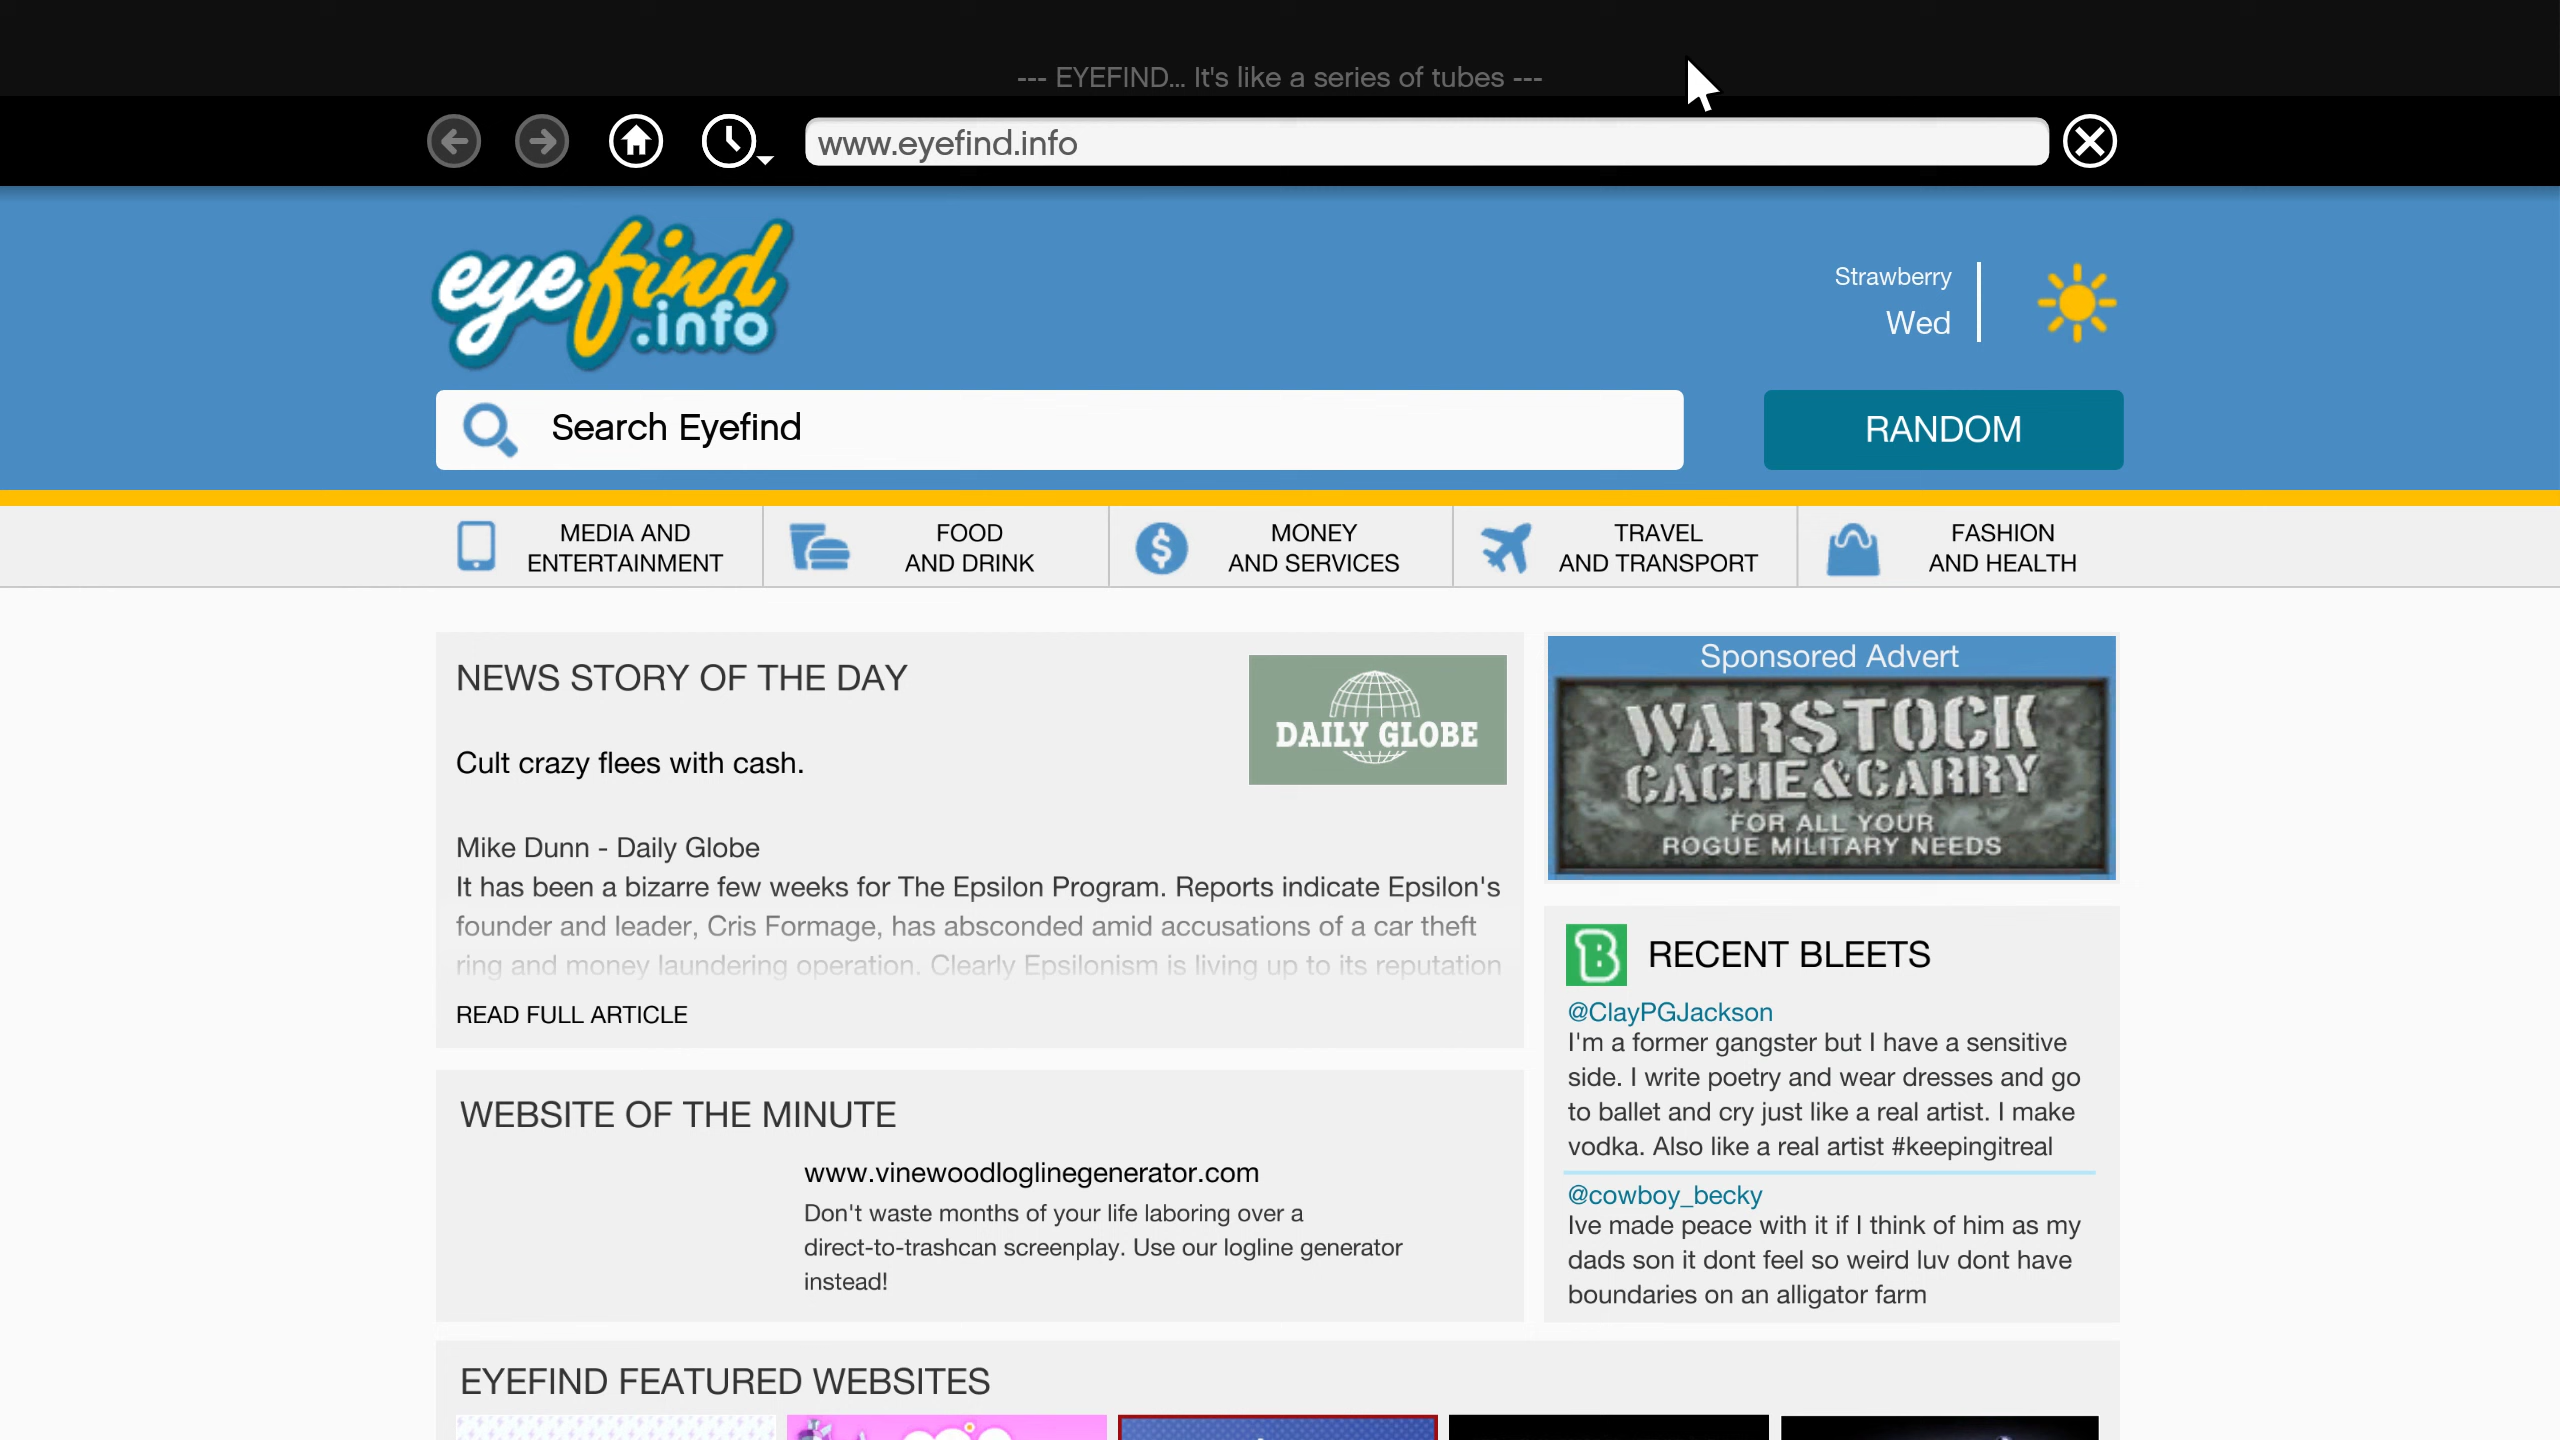 --- EYEFIND... It's like a series of tubes ---
www.eyefind.info
eyefind
.info
Strawberry
Wed
Search Eyefind
RANDOM
MEDIA AND
ENTERTAINMENT
FOOD
AND DRINK
MONEY
AND SERVICES
TRAVEL
AND TRANSPORT
FASHION
AND HEALTH
NEWS STORY OF THE DAY
DAILY GLOBE
Cult crazy flees with cash.
Mike Dunn - Daily Globe
It has been a bizarre few weeks for The Epsilon Program. Reports indicate Epsilon's
founder and leader, Cris Formage, has absconded amid accusations of a car theft
ring and money laundering operation. Clearly Epsilonism is living up to its reputation
READ FULL ARTICLE
WEBSITE OF THE MINUTE
www.vinewoodloglinegenerator.com
Don't waste months of your life laboring over a
direct-to-trashcan screenplay. Use our logline generator
instead!
Sponsored Advert
WARSTOCK
CACHE&CARRY
FOR ALL YOUR
ROGUE MILITARY NEEDS
B
RECENT BLEETS
@ClayPGJackson
I'm a former gangster but I have a sensitive
side. I write poetry and wear dresses and go
to ballet and cry just like a real artist. I make
vodka. Also like a real artist #keepingitreal
@cowboy_becky
Ive made peace with it if I think of him as my
dads son it dont feel so weird luv dont have
boundaries on an alligator farm
EYEFIND FEATURED WEBSITES